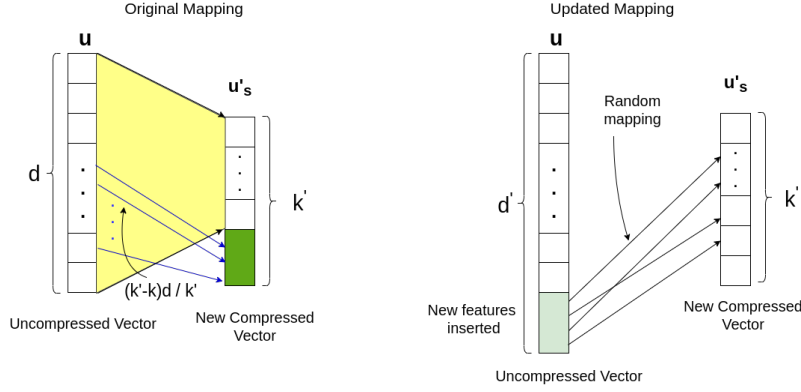 Original Mapping
u
u's
d
k'
(k'-k)d / k'
Uncompressed Vector
New Compressed
Vector
Updated Mapping
u
u's
Random
mapping
d'
k'
New features
inserted
New Compressed
Vector
Uncompressed Vector